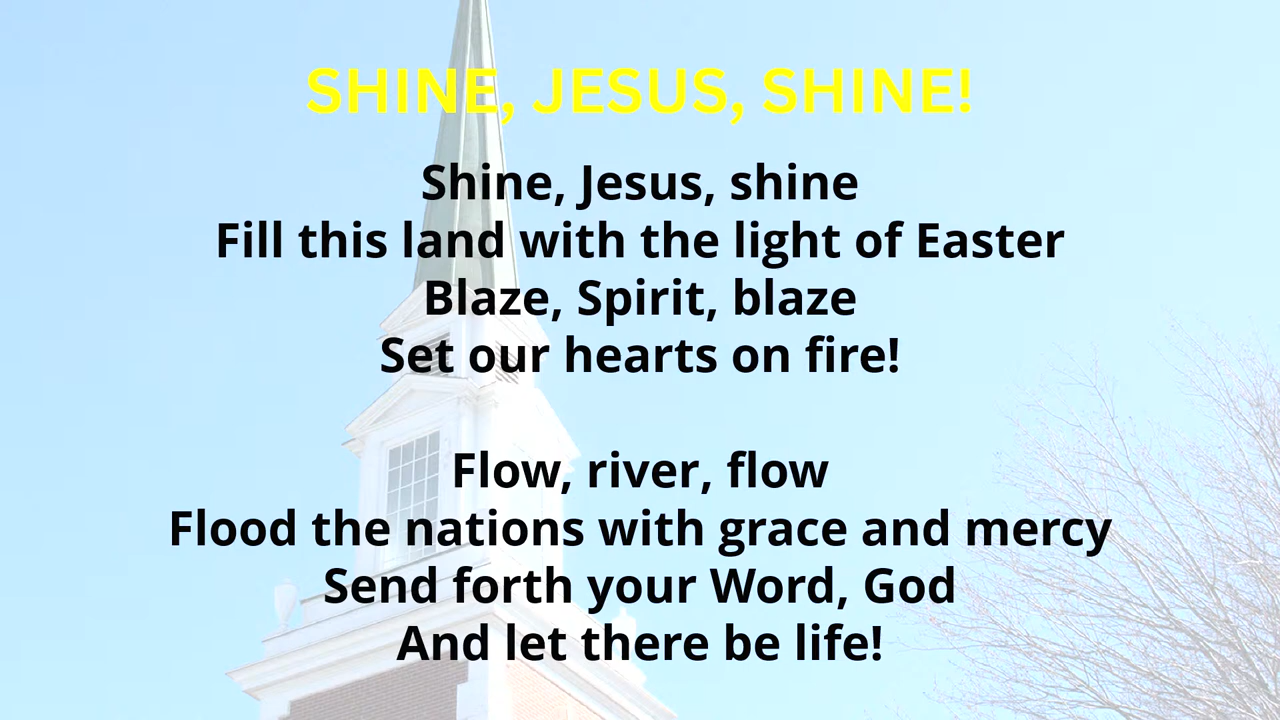 SHINE, JESUS, SHINE!
Shine, Jesus, shine
Fill this land with the light of Easter
Blaze, Spirit, blaze
Set our hearts on fire!
Flow, river, flow
Flood the nations with grace and mercy
Send forth your Word, God
And let there be life!